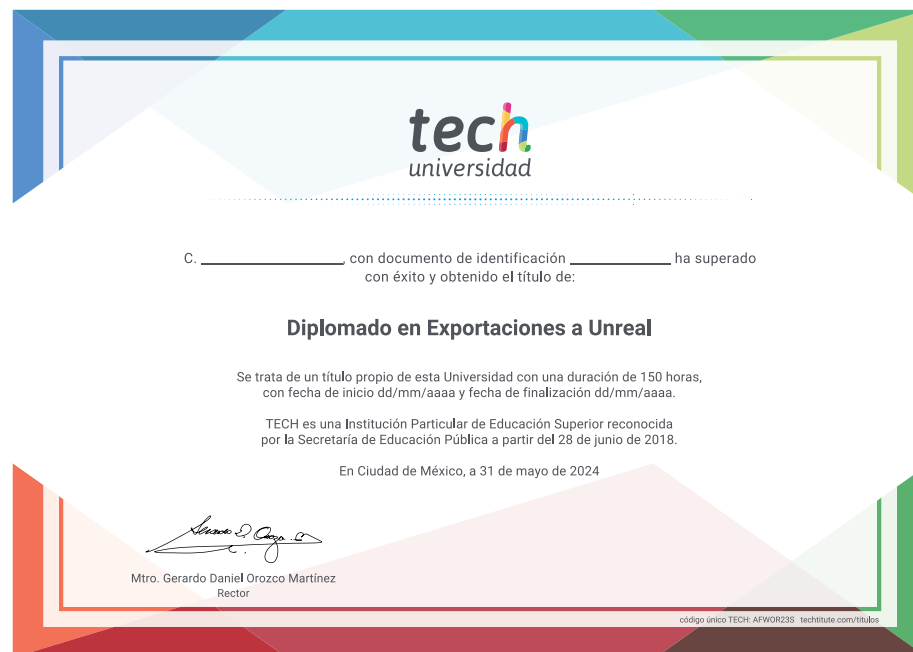 tech
universidad
C. ____________, con documento de identificación ____________ ha superado
con éxito y obtenido el título de:
Diplomado en Exportaciones a Unreal
Se trata de un título propio de esta Universidad con una duración de 150 horas,
con fecha de inicio dd/mm/aaaa y fecha de finalización dd/mm/aaaa.
TECH es una Institución Particular de Educación Superior reconocida
por la Secretaría de Educación Pública a partir del 28 de junio de 2018.
En Ciudad de México, a 31 de mayo de 2024
Mtro. Gerardo Daniel Orozco Martínez
Rector
código único TECH: AFWOR23S techtitute.com/titulos